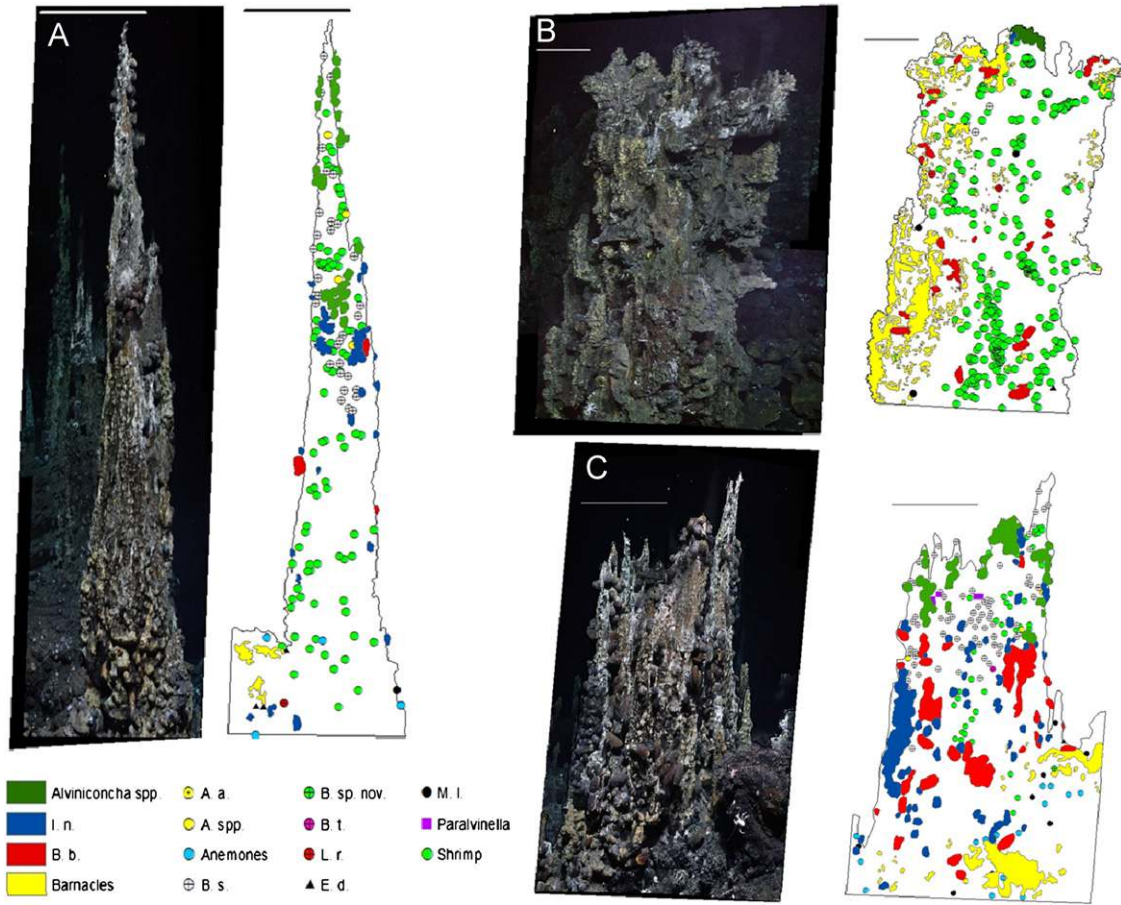 A
B
C
Alviniconcha spp.
I. n.
B. b.
Barnacles
A. a.
A. spp.
Anemones
B. s.
B. sp. nov.
B. t.
L. r.
E. d.
M. l.
Paralvinella
Shrimp